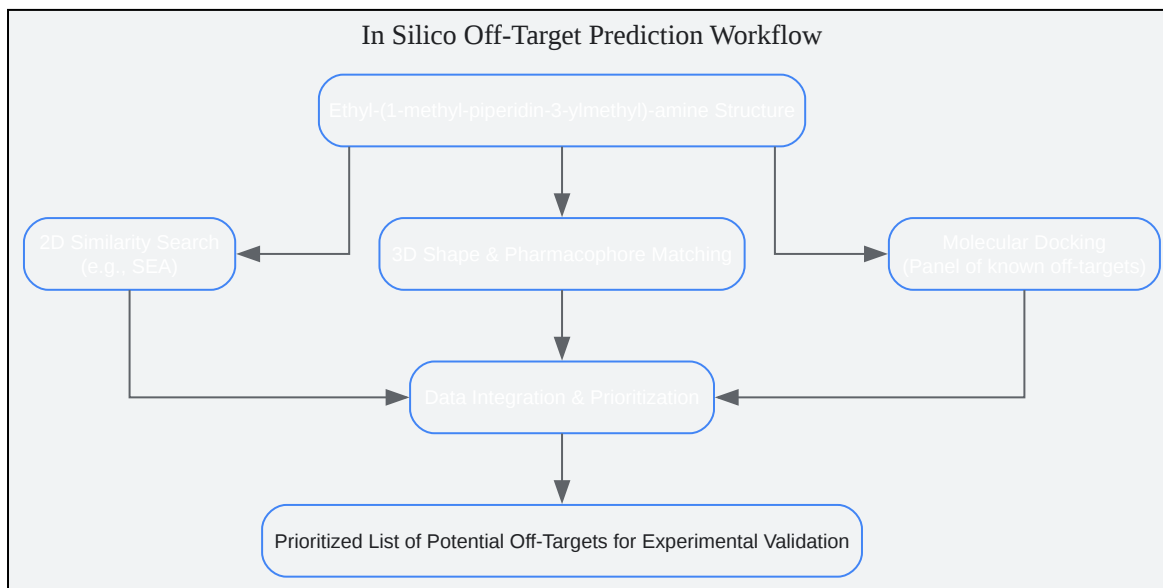 In Silico Off-Target Prediction Workflow
Ethyl-(1-methyl-piperidin-3-ylmethyl)-amine Structure
2D Similarity Search
(e.g., SEA)
3D Shape & Pharmacophore Matching
Molecular Docking
(Panel of known off-targets)
Data Integration & Prioritization
Prioritized List of Potential Off-Targets for Experimental Validation